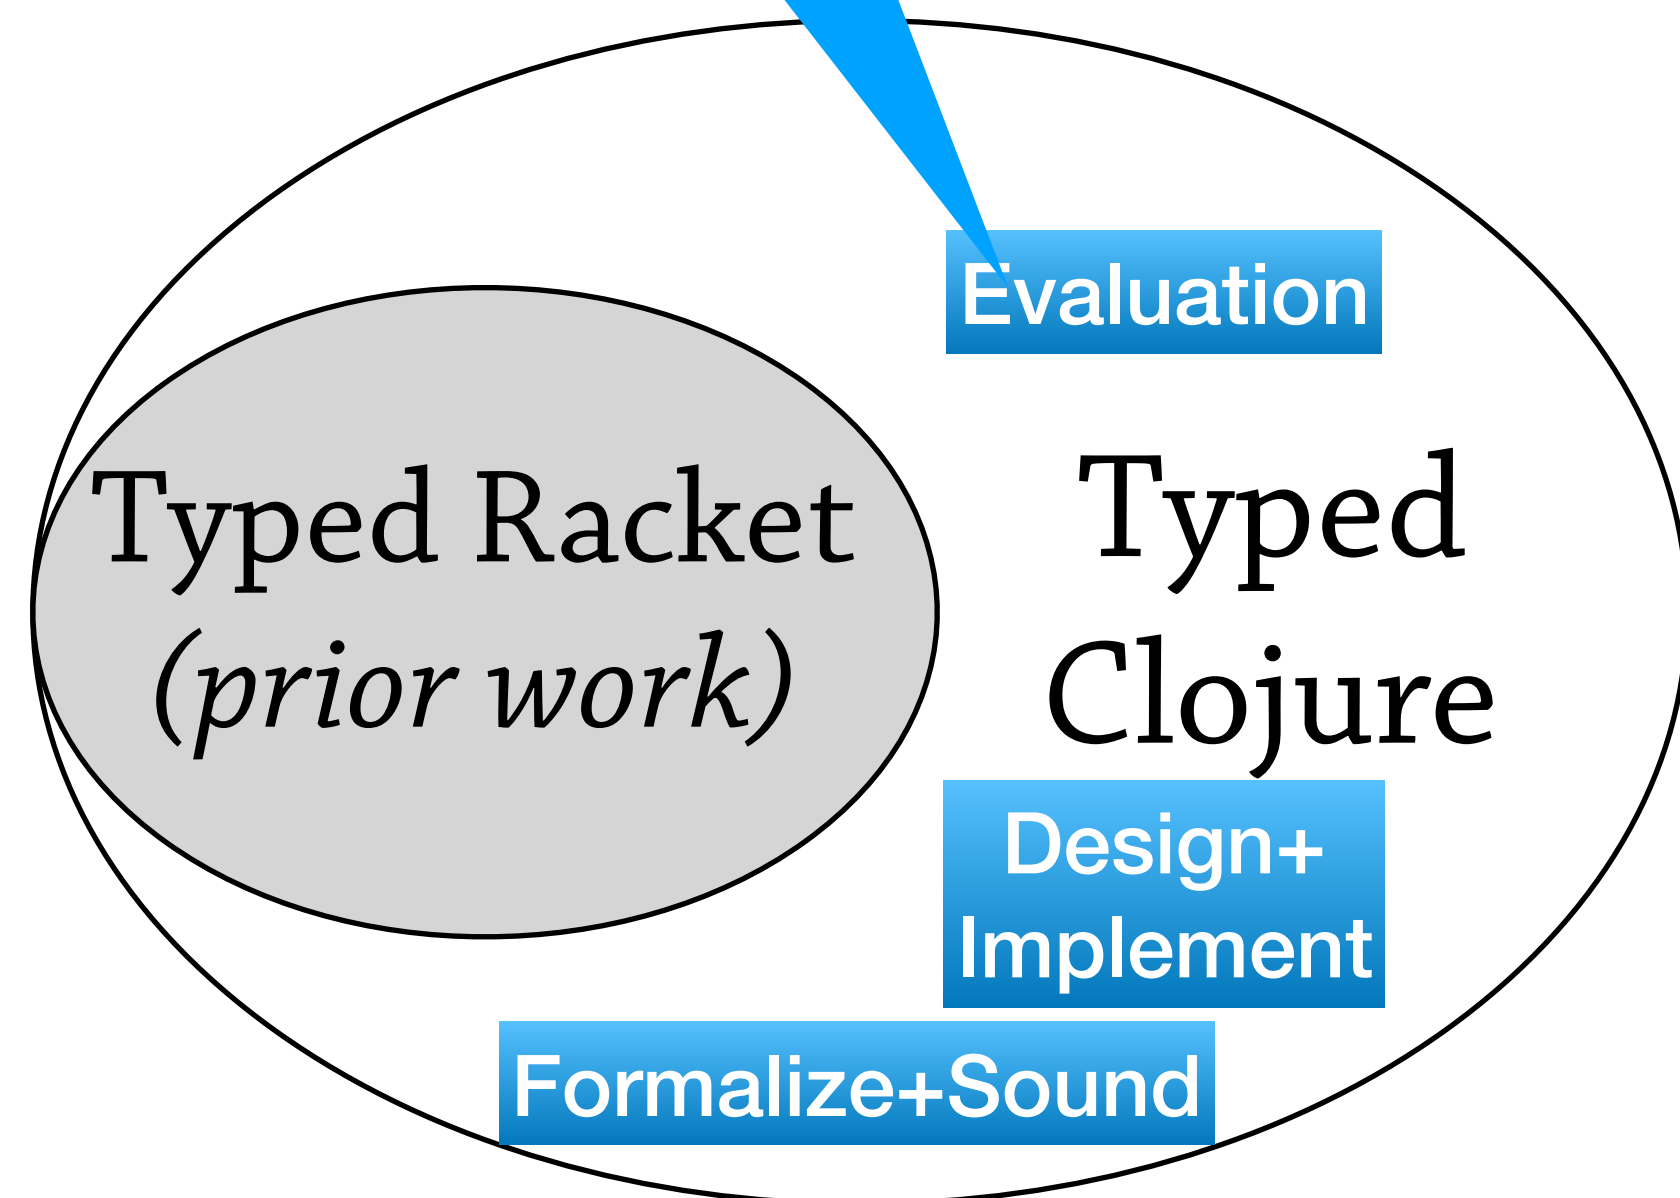 Evaluation
Typed Racket
(prior work)
Typed
Clojure
Design+
Implement
Formalize+Sound